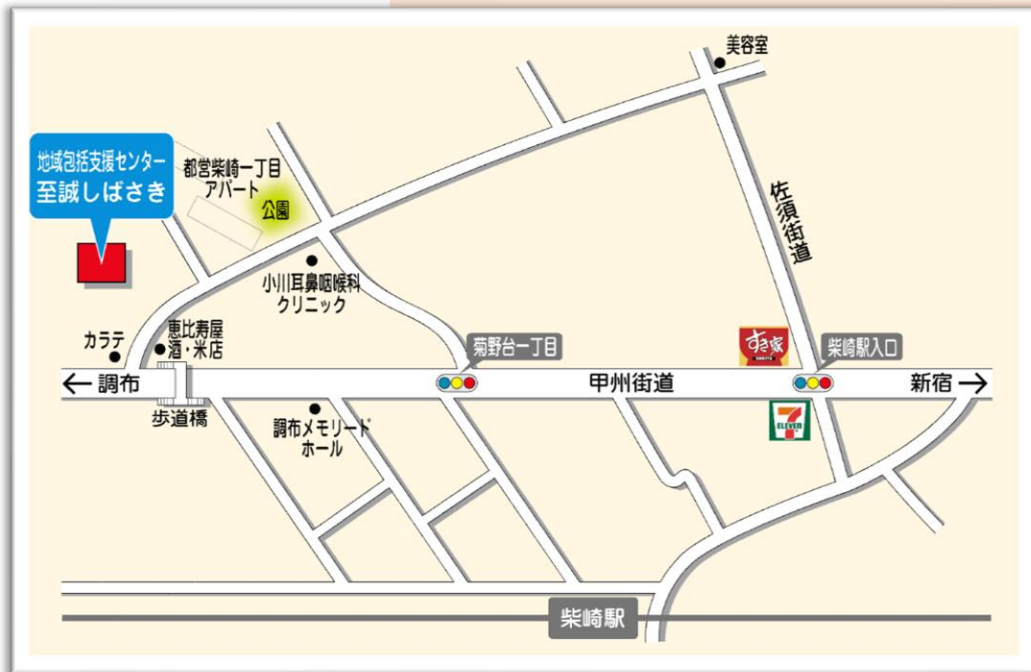 美容室
地域包括支援センター
至誠しばさき
都営柴崎一丁目
アパート
公園
佐須街道
小川耳鼻咽喉科
クリニック
カラテ
恵比寿屋
酒・米店
菊野台一丁目
すき家
柴崎駅入口
←調布
甲州街道
新宿→
歩道橋
調布メモリード
ホール
7
ELEVEn
柴崎駅